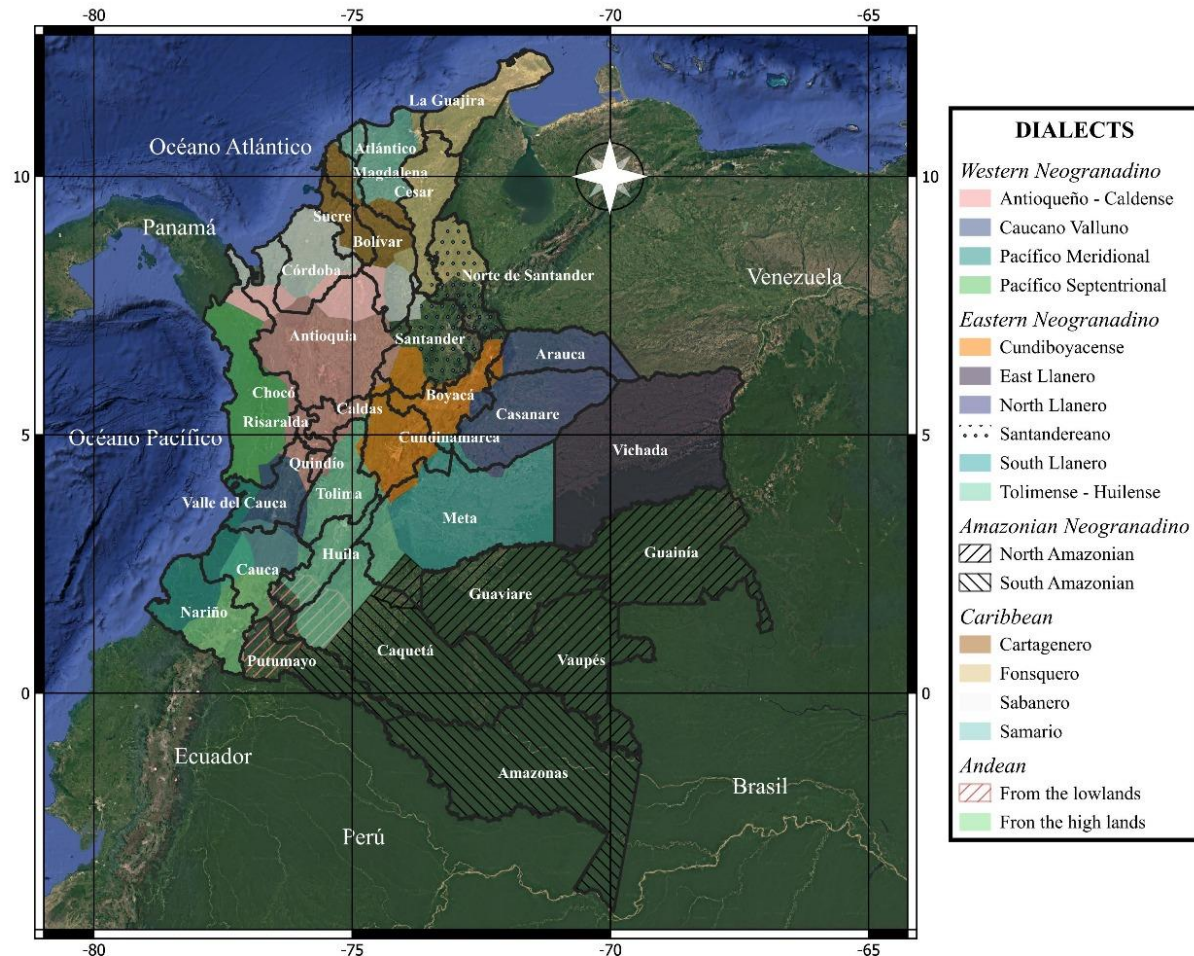 -80 -75 -70 -65
La Guajira
Océano Atlántico
Atlántico
Magdalena
10 10
Cesar
Sucre
Panamá
Bolívar
Córdoba
Norte de Santander
Venezuela
Antioquia
Santander
Arauca
Chocó
Boyacá
Caldas
Casanare
Risaralda
Océano Pacífico
Cundinamarca
5 5
Vichada
Quindío
Tolima
Valle del Cauca
Meta
Huila
Guainía
Cauca
Guaviare
Nariño
Caquetá
Vaupés
Putumayo
0 0
Ecuador
Amazonas
Brasil
Perú
-80 -75 -70 -65
DIALECTS
Western Neogranadino
Antioqueño - Caldense
Caucano Valluno
Pacífico Meridional
Pacífico Septentrional
Eastern Neogranadino
Cundiboyacense
East Llanero
North Llanero
Santandereano
South Llanero
Tolimense - Huilense
Amazonian Neogranadino
North Amazonian
South Amazonian
Caribbean
Cartagenero
Fonsquero
Sabanero
Samario
Andean
From the lowlands
Fron the high lands